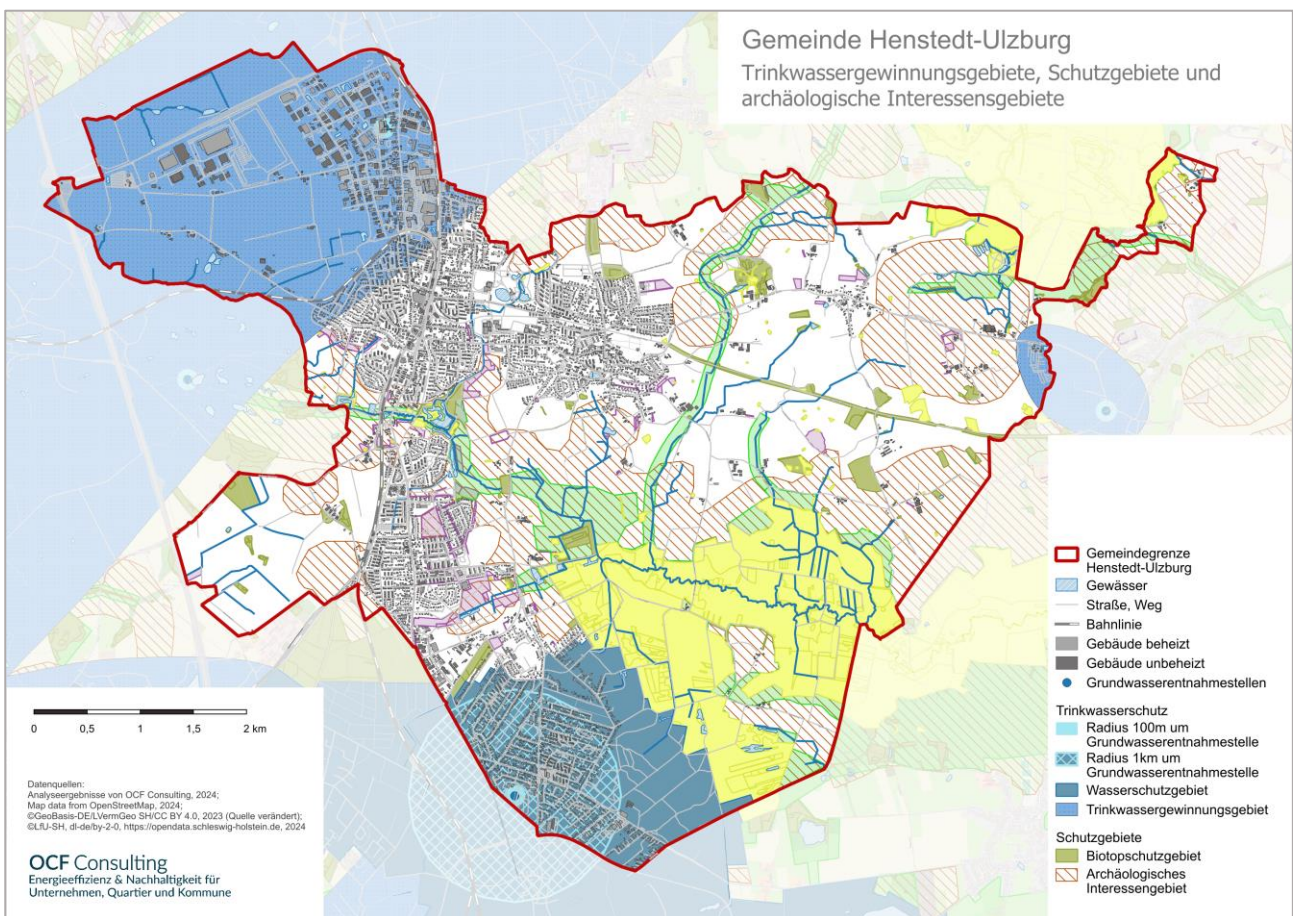 Gemeinde Henstedt-Ulzburg
Trinkwassergewinnungsgebiete, Schutzgebiete und
archäologische Interessensgebiete
Gemeindegrenze
Henstedt-Ulzburg
Gewässer
Straße, Weg
Bahnlinie
Gebäude beheizt
Gebäude unbeheizt
Grundwasserentnahmestellen
Trinkwasserschutz
Radius 100m um
Grundwasserentnahmestelle
Radius 1km um
Grundwasserentnahmestelle
Wasserschutzgebiet
Trinkwassergewinnungsgebiet
Schutzgebiete
Biotopschutzgebiet
Archäologisches
Interessengebiet
0 0,5 1 1,5 2 km
Datenquellen:
Analyseergebnisse von OCF Consulting, 2024;
Map data from OpenStreetMap, 2024;
©GeoBasis-DE/LVermGeo SH/CC BY 4.0, 2023 (Quelle verändert);
©LfU-SH, dl-de/by-2-0, https://opendata.schleswig-holstein.de, 2024
OCF Consulting
Energieeffizienz & Nachhaltigkeit für
Unternehmen, Quartier und Kommune